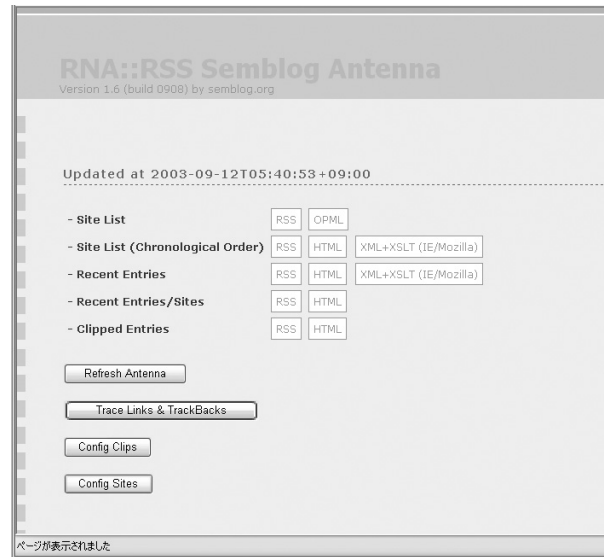 RNA::RSS Semblog Antenna
Version 1.6 (build 0908) by semblog.org
Updated at 2003-09-12T05:40:53+09:00
- Site List RSS OPML
- Site List (Chronological Order) RSS HTML XML+XSLT (IE/Mozilla)
- Recent Entries RSS HTML XML+XSLT (IE/Mozilla)
- Recent Entries/Sites RSS HTML
- Clipped Entries RSS HTML
Refresh Antenna
Trace Links & TrackBacks
Config Clips
Config Sites
ページが表示されました